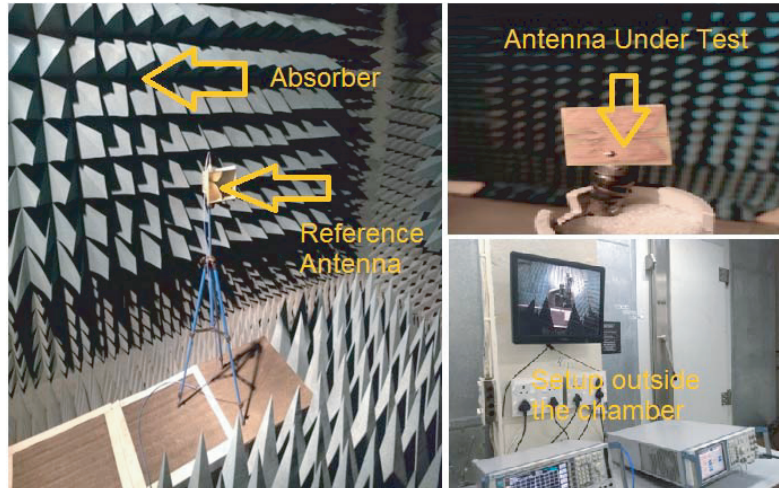 Absorber
Reference
Antenna
Antenna Under Test
Setup outside
the chamber